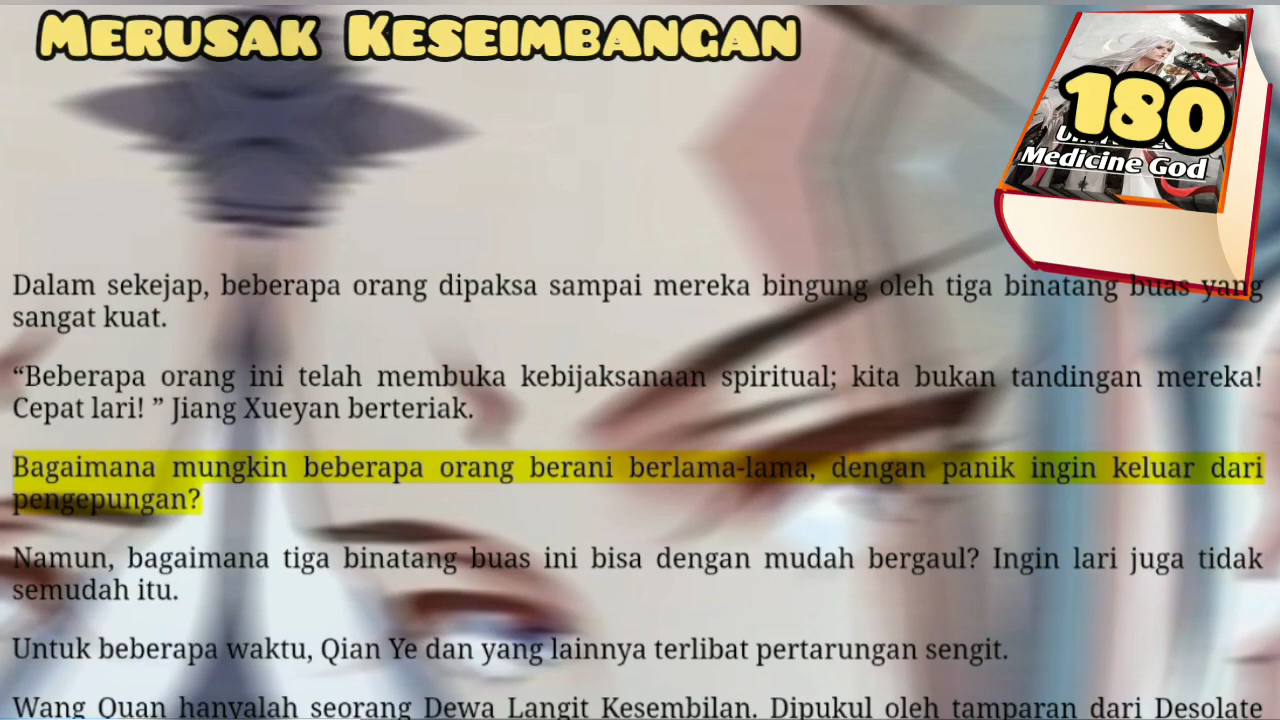 MERUSAK KESEIMBANGAN
180
Medicine God
Dalam sekejap, beberapa orang dipaksa sampai mereka bingung oleh tiga binatang buas yang
sangat kuat.
“Beberapa orang ini telah membuka kebijaksanaan spiritual; kita bukan tandingan mereka!
Cepat lari! ” Jiang Xueyan berteriak.
Bagaimana mungkin beberapa orang berani berlama-lama, dengan panik ingin keluar dari
pengepungan?
Namun, bagaimana tiga binatang buas ini bisa dengan mudah bergaul? Ingin lari juga tidak
semudah itu.
Untuk beberapa waktu, Qian Ye dan yang lainnya terlibat pertarungan sengit.
Wang Quan hanyalah seorang Dewa Langit Kesembilan. Dipukul oleh tamparan dari Desolate